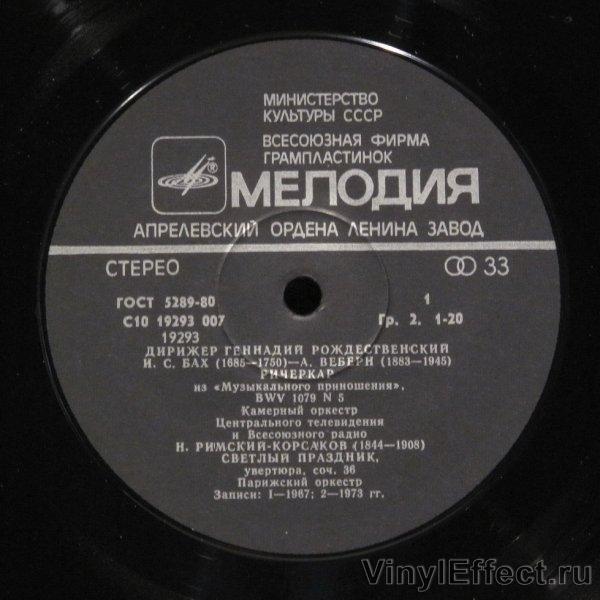 МИНИСТЕРСТВО
КУЛЬТУРЫ СССР
ВСЕСОЮЗНАЯ ФИРМА
ГРАМПЛАСТИНОК
®
МЕЛОДИЯ
АПРЕЛЕВСКИЙ ОРДЕНА ЛЕНИНА ЗАВОД
СТЕРЕО 33
ГОСТ 5289-80 1
С10 19293 007 Гр. 2. 1-20
19293
ДИРИЖЕР ГЕННАДИЙ РОЖДЕСТВЕНСКИЙ
И. С. БАХ (1685—1750)—А. ВЕБЕРН (1883—1945)
РИЧЕРКАР
из «Музыкального приношения»,
BWV 1079 N 5
Камерный оркестр
Центрального телевидения
и Всесоюзного радио
Н. РИМСКИЙ-КОРСАКОВ (1844—1908)
СВЕТЛЫЙ ПРАЗДНИК,
увертюра, соч. 36
Парижский оркестр
Записи: 1—1967; 2—1973 гг.
VinylEffect.ru